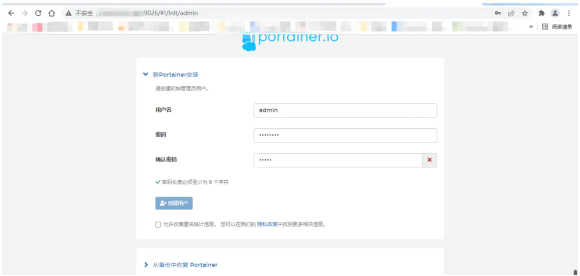 不安全
9026/#!/init/admin
阅读清单
portainer.io
新Portainer安装
请创建初始管理员用户。
用户名
admin
密码
确认密码
密码长度必须至少为 8 个字符
创建用户
允许收集匿名统计信息。 您可以在我们的 隐私政策中找到更多相关信息。
从备份中恢复 Portainer